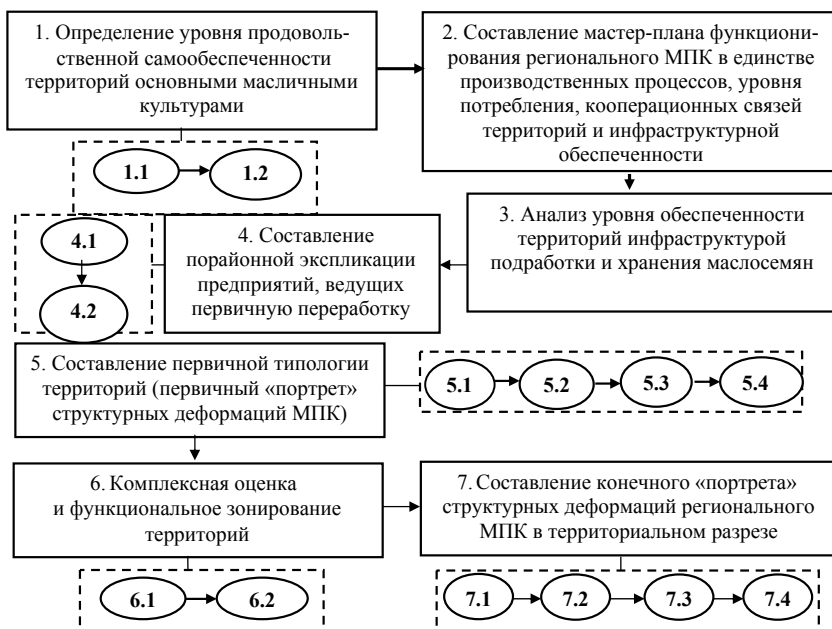 1. Определение уровня продоволь-
ственной самообеспеченности
территорий основными масличными
культурами
2. Составление мастер-плана функциони-
рования регионального МПК в единстве
производственных процессов, уровня
потребления, кооперационных связей
территорий и инфраструктурной
обеспеченности
1.1
1.2
3. Анализ уровня обеспеченности
территорий инфраструктурой
подработки и хранения маслосемян
4. Составление
порайонной экспликации
предприятий, ведущих
первичную переработку
4.1
4.2
5. Составление первичной типологии
территорий (первичный «портрет»
структурных деформаций МПК)
5.1
5.2
5.3
5.4
6. Комплексная оценка
и функциональное зонирование
территорий
7. Составление конечного «портрета»
структурных деформаций регионального
МПК в территориальном разрезе
6.1
6.2
7.1
7.2
7.3
7.4